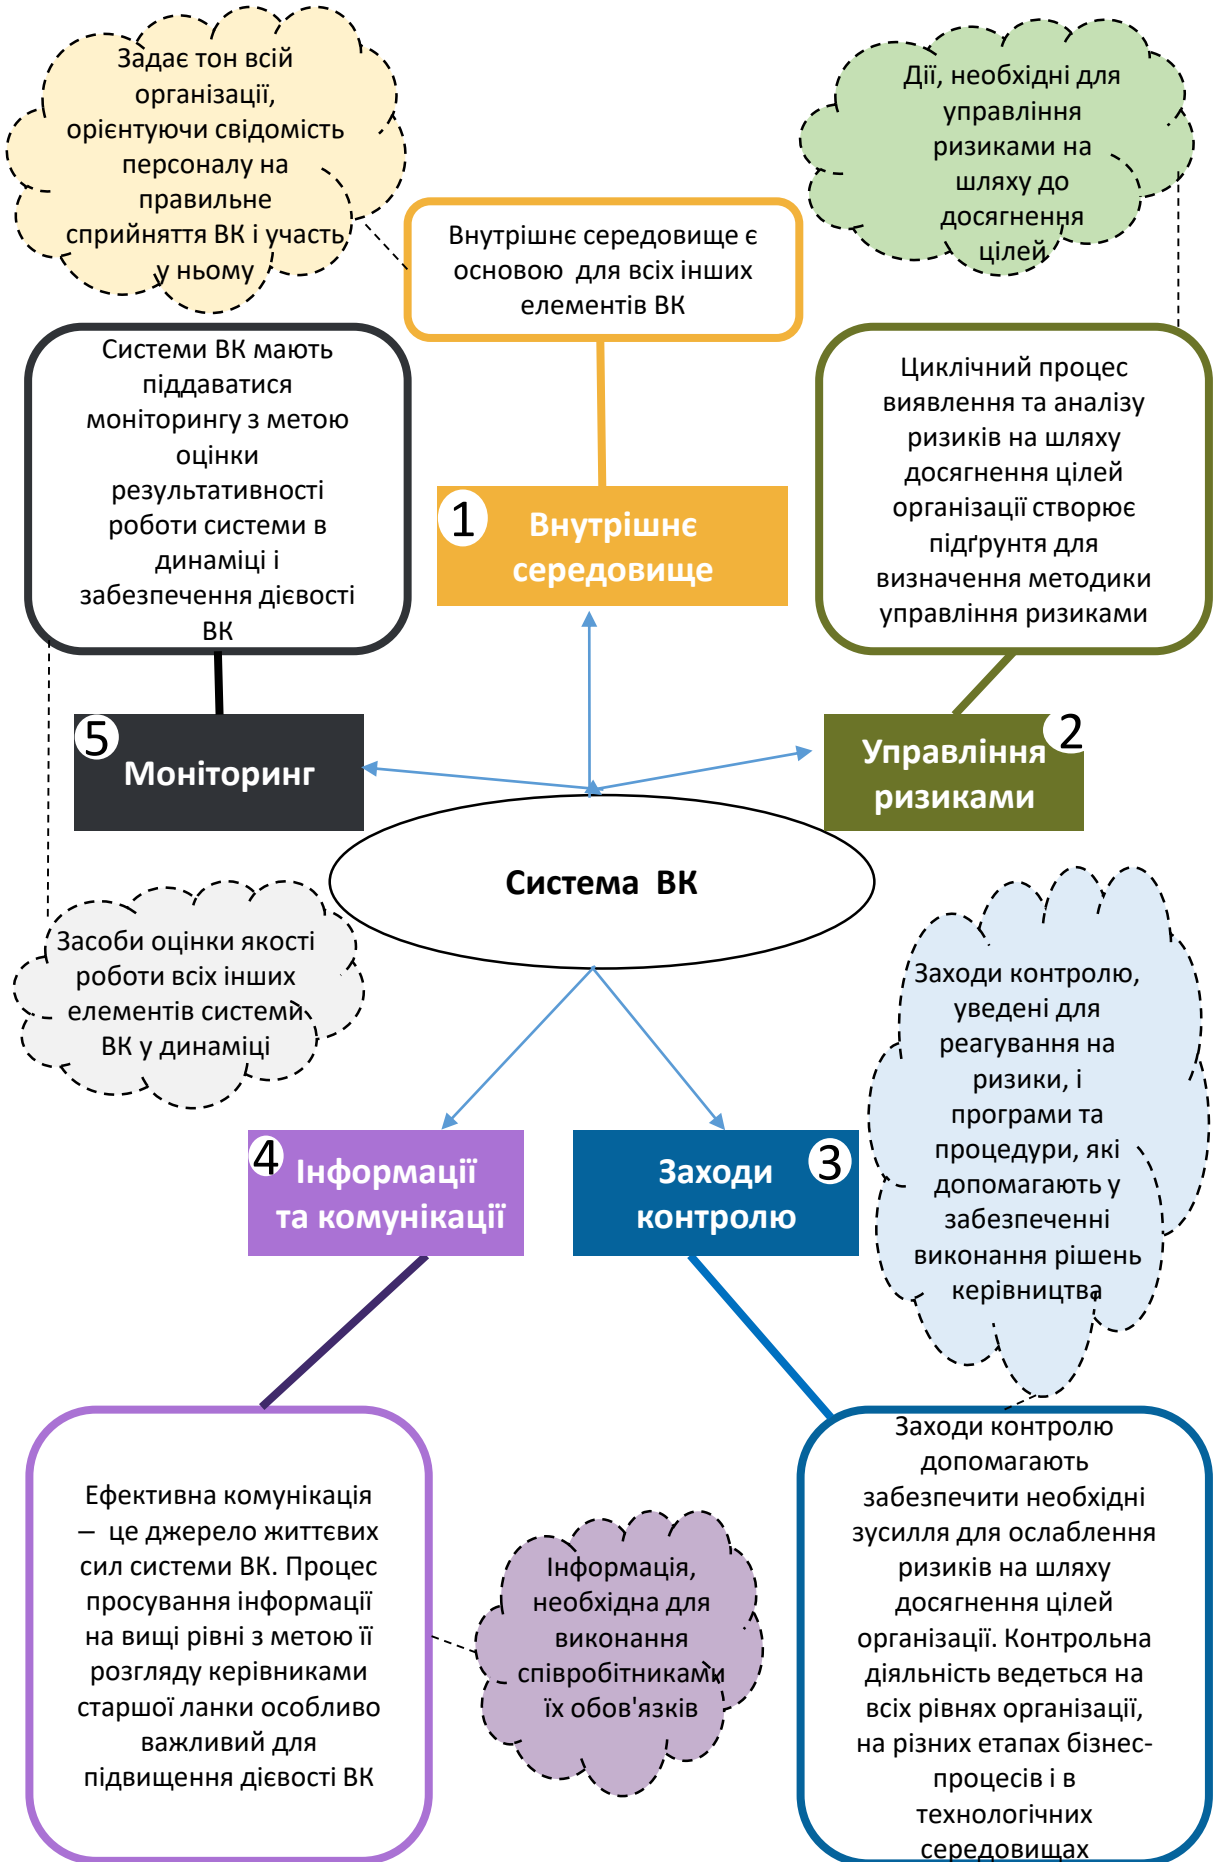 Задає тон всій
організації,
орієнтуючи свідомість
персоналу на
правильне
сприйняття ВК і участь
у ньому
Внутрішнє середовище є
основою для всіх інших
елементів ВК
Дії, необхідні для
управління
ризиками на
шляху до
досягнення
цілей
Системи ВК мають
піддаватися
моніторингу з метою
оцінки
результативності
роботи системи в
динаміці і
забезпечення дієвості
ВК
Циклічний процес
виявлення та аналізу
ризиків на шляху
досягнення цілей
організації створює
підґрунтя для
визначення методики
управління ризиками
1
Внутрішнє
середовище
5
Моніторинг
2
Управління
ризиками
Система ВК
Засоби оцінки якості
роботи всіх інших
елементів системи
ВК у динаміці
Заходи контролю,
уведені для
реагування на
ризики, і
програми та
процедури, які
допомагають у
забезпеченні
виконання рішень
керівництва
4
Інформації
та комунікації
3
Заходи
контролю
Ефективна комунікація
– це джерело життєвих
сил системи ВК. Процес
просування інформації
на вищі рівні з метою її
розгляду керівниками
старшої ланки особливо
важливий для
підвищення дієвості ВК
Інформація,
необхідна для
виконання
співробітниками
їх обов'язків
Заходи контролю
допомагають
забезпечити необхідні
зусилля для ослаблення
ризиків на шляху
досягнення цілей
організації. Контрольна
діяльність ведеться на
всіх рівнях організації,
на різних етапах бізнес-
процесів і в
технологічних
середовищах